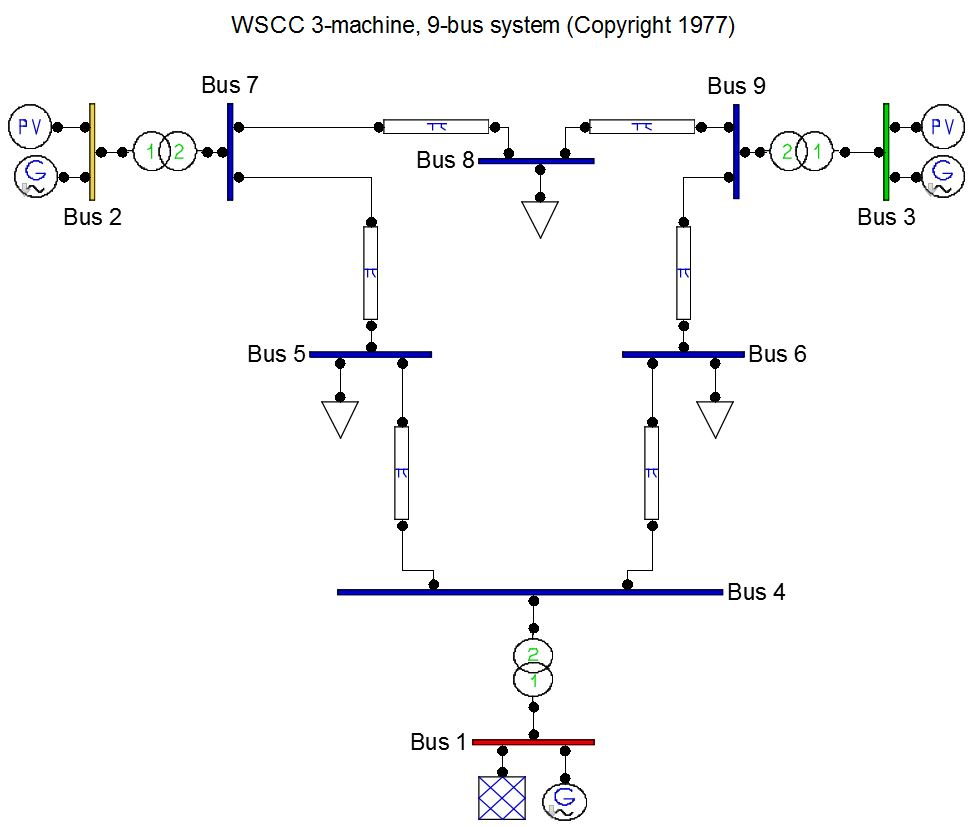 WSCC 3-machine, 9-bus system (Copyright 1977)
Bus 7
Bus 9
PV
1 2
π
π
2 1
PV
Bus 8
G
G
Bus 2
Bus 3
π
π
Bus 5
Bus 6
π
π
Bus 4
2
1
Bus 1
G